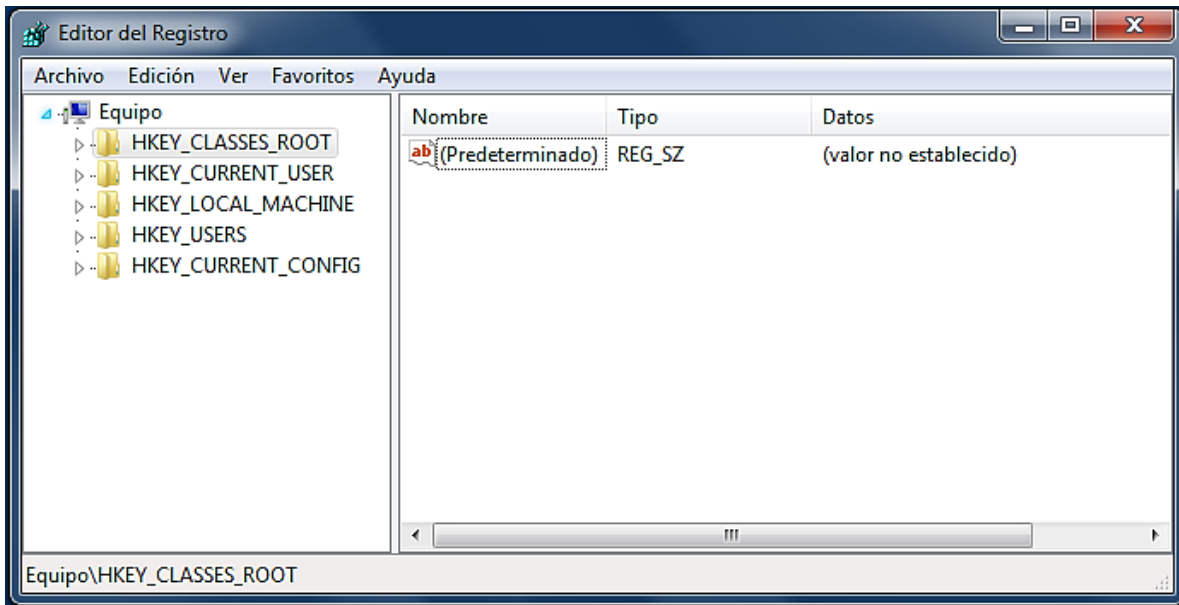 Editor del Registro
Archivo Edición Ver Favoritos Ayuda
Equipo
HKEY_CLASSES_ROOT
HKEY_CURRENT_USER
HKEY_LOCAL_MACHINE
HKEY_USERS
HKEY_CURRENT_CONFIG
Nombre Tipo Datos
ab (Predeterminado) REG_SZ (valor no establecido)
Equipo\HKEY_CLASSES_ROOT